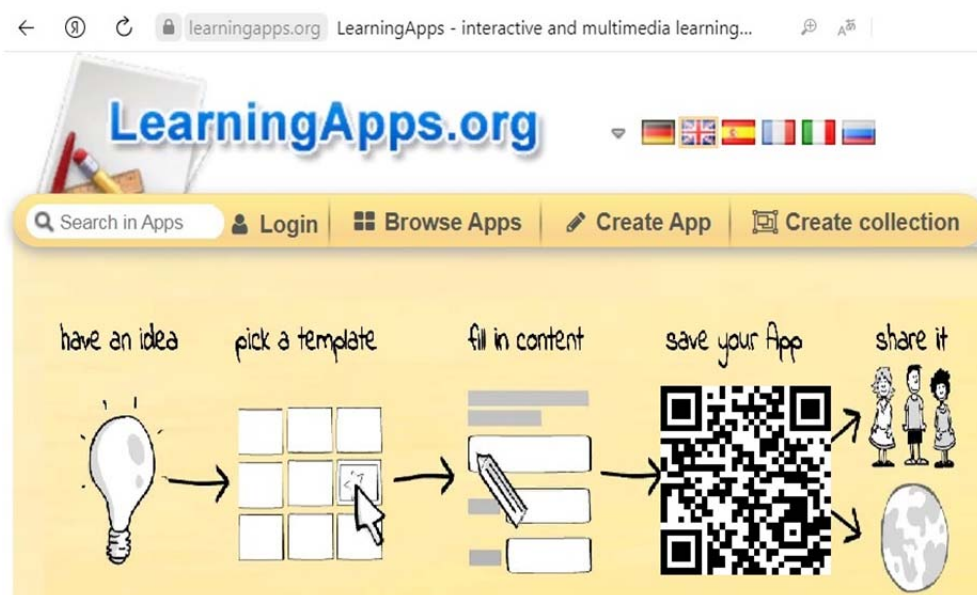 learningapps.org LearningApps - interactive and multimedia learning...
LearningApps.org
Search in Apps Login Browse Apps Create App Create collection
have an idea pick a template fill in content save your App share it